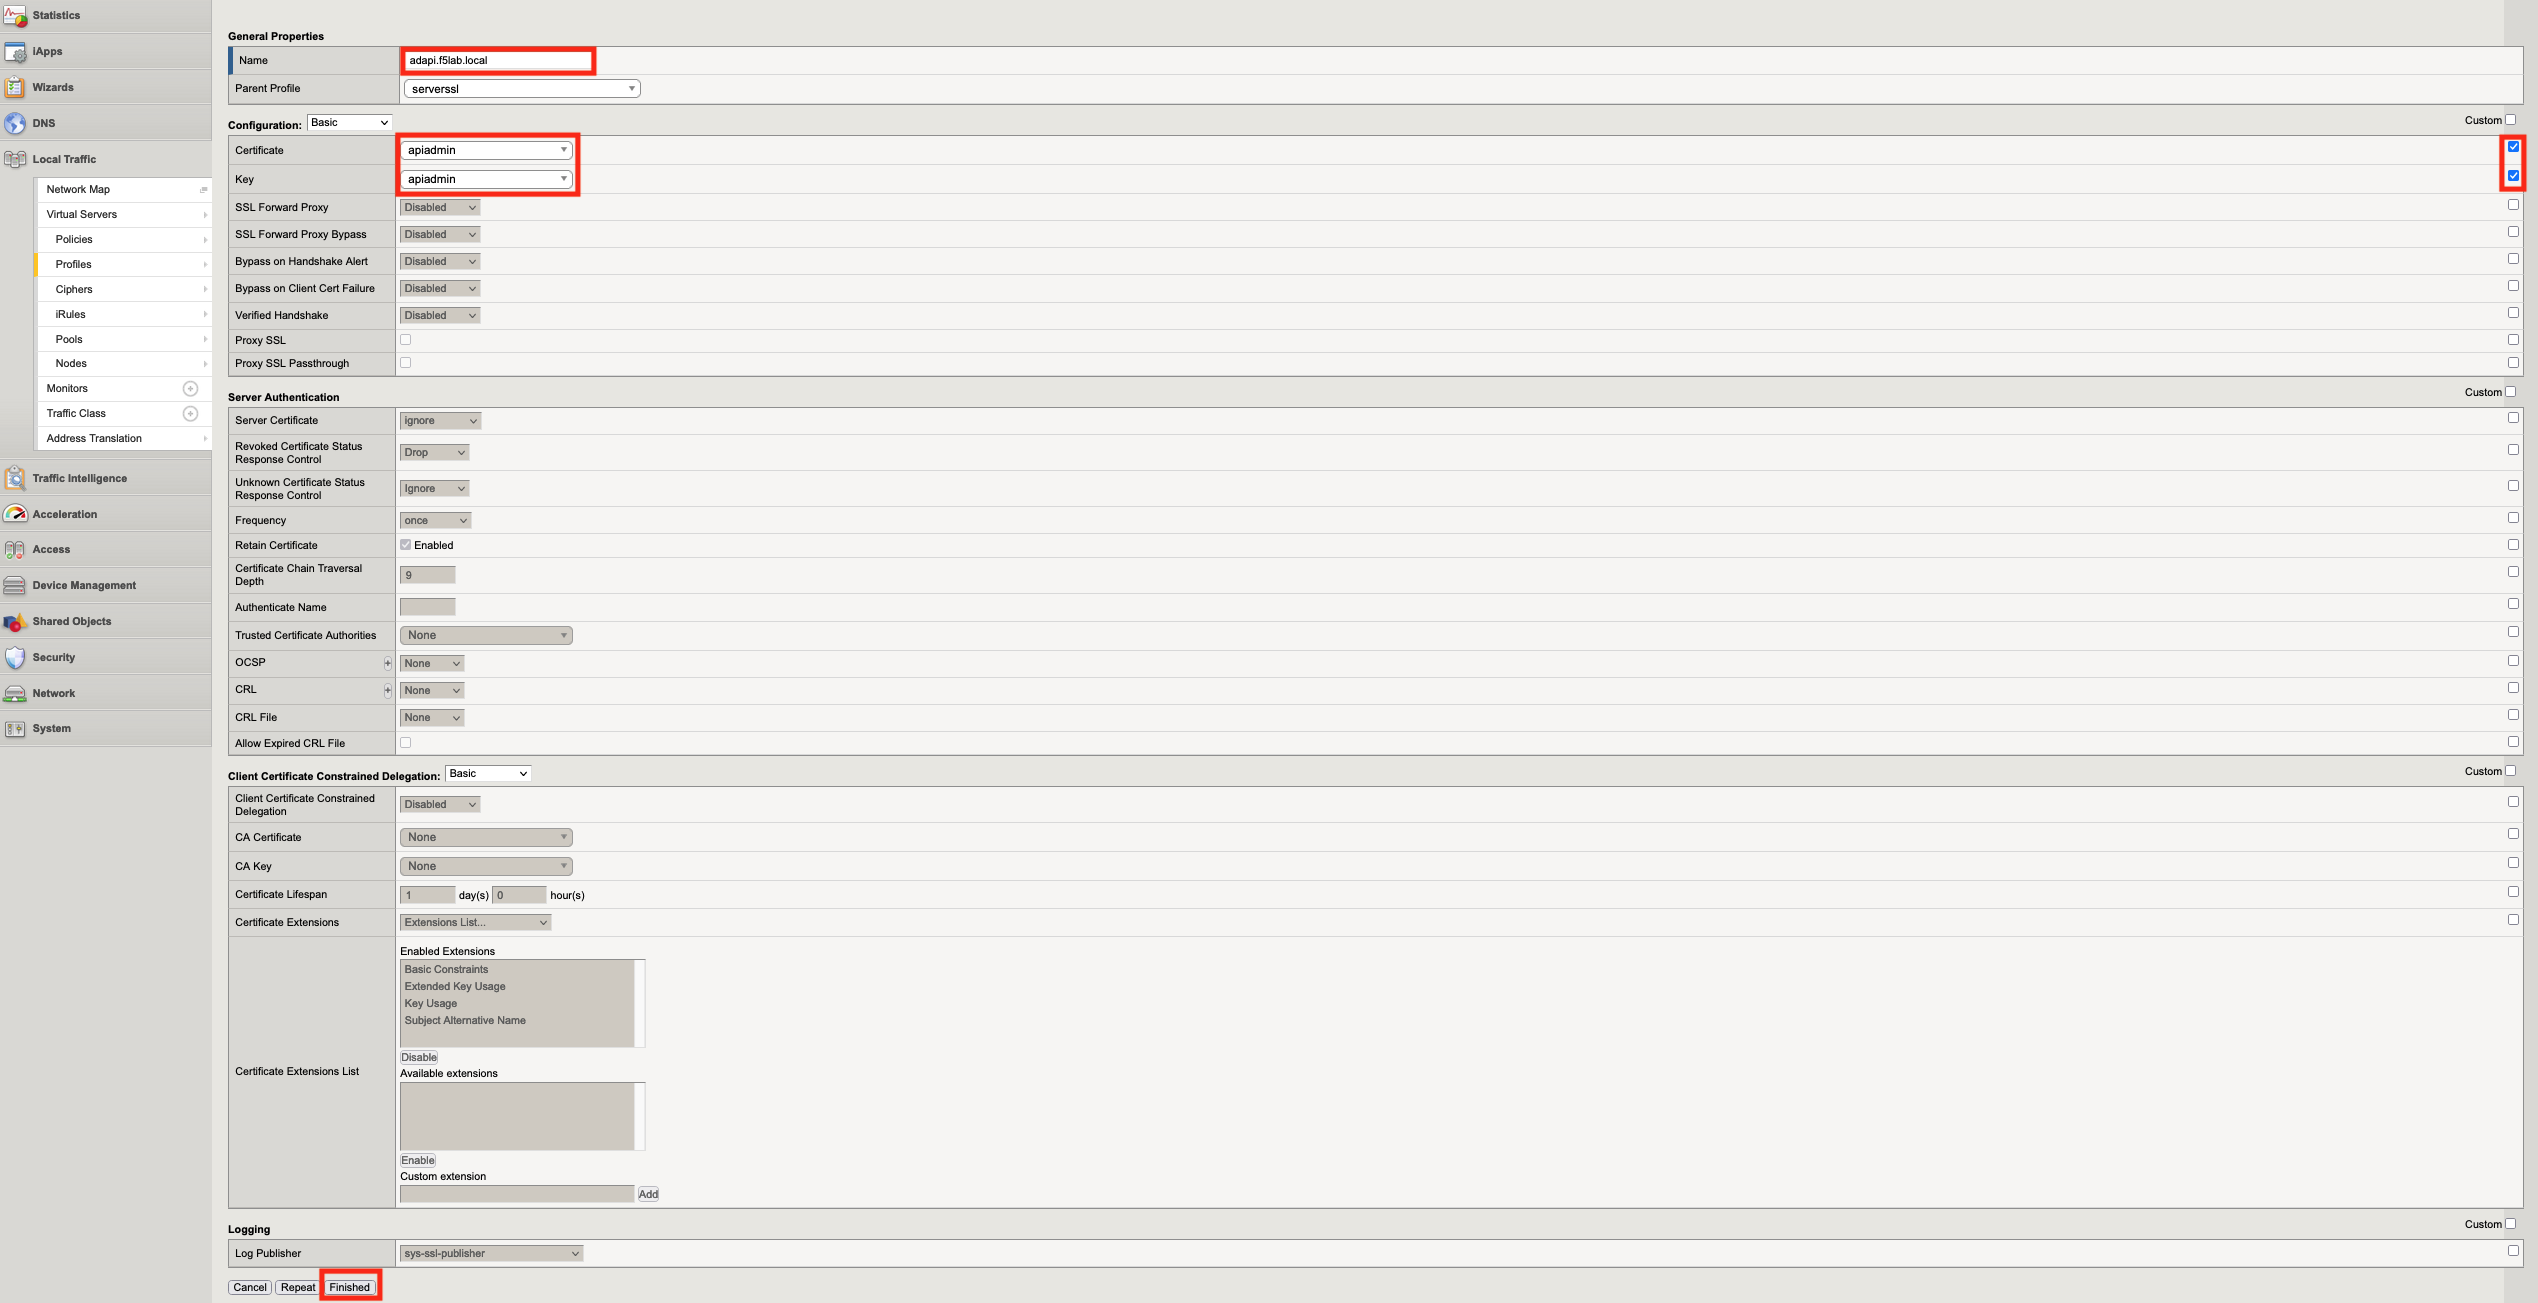 Statistics
iApps
Wizards
DNS
Local Traffic
Network Map
Virtual Servers
Policies
Profiles
Ciphers
iRules
Pools
Nodes
Monitors
Traffic Class
Address Translation
Traffic Intelligence
Acceleration
Access
Device Management
Shared Objects
Security
Network
System
General Properties
Name adapi.f5lab.local
Parent Profile serverssl
Configuration: Basic Custom
Certificate apiadmin
Key apiadmin
SSL Forward Proxy Disabled
SSL Forward Proxy Bypass Disabled
Bypass on Handshake Alert Disabled
Bypass on Client Cert Failure Disabled
Verified Handshake Disabled
Proxy SSL
Proxy SSL Passthrough
Server Authentication Custom
Server Certificate ignore
Revoked Certificate Status
Response Control Drop
Unknown Certificate Status
Response Control Ignore
Frequency once
Retain Certificate Enabled
Certificate Chain Traversal
Depth 9
Authenticate Name
Trusted Certificate Authorities None
OCSP + None
CRL + None
CRL File None
Allow Expired CRL File
Client Certificate Constrained Delegation: Basic Custom
Client Certificate Constrained
Delegation Disabled
CA Certificate None
CA Key None
Certificate Lifespan 1 day(s) 0 hour(s)
Certificate Extensions Extensions List...
Certificate Extensions List
Enabled Extensions
Basic Constraints
Extended Key Usage
Key Usage
Subject Alternative Name
Disable
Available extensions
Enable
Custom extension
Add
Logging Custom
Log Publisher sys-ssl-publisher
Cancel Repeat Finished